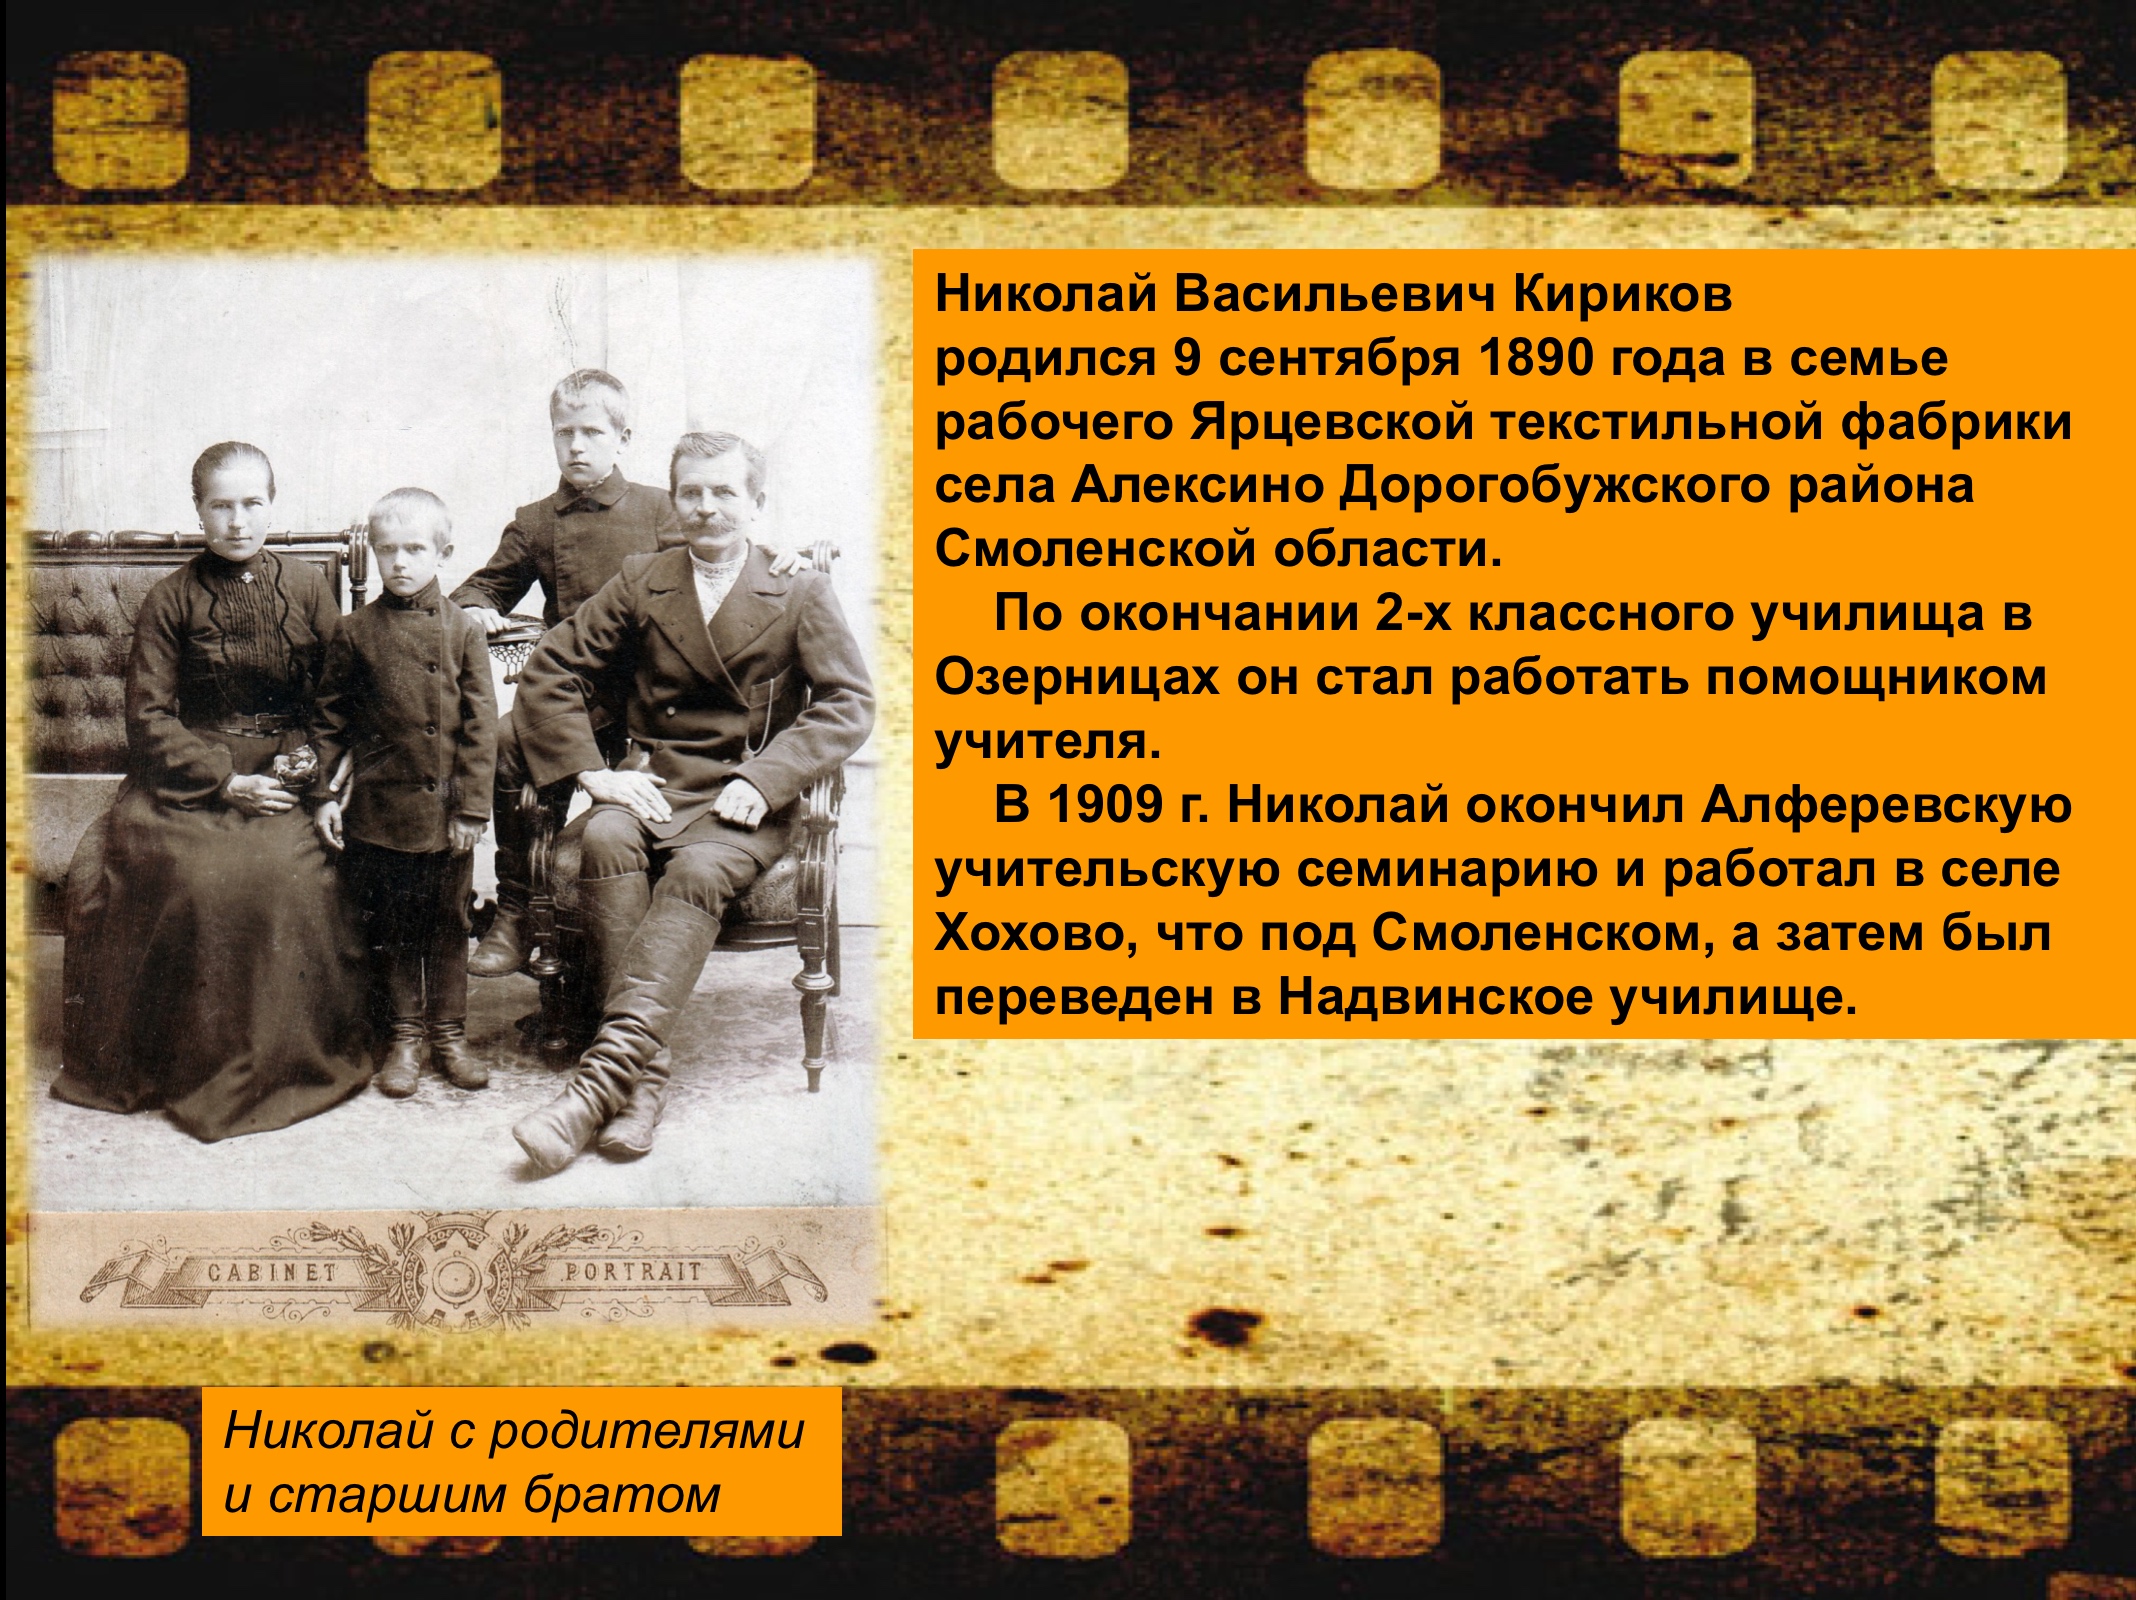 Николай Васильевич Кириков
родился 9 сентября 1890 года в семье
рабочего Ярцевской текстильной фабрики
села Алексино Дорогобужского района
Смоленской области.
По окончании 2-х классного училища в
Озерницах он стал работать помощником
учителя.
В 1909 г. Николай окончил Алферевскую
учительскую семинарию и работал в селе
Хохово, что под Смоленском, а затем был
переведен в Надвинское училище.
CABINET PORTRAIT
Николай с родителями
и старшим братом